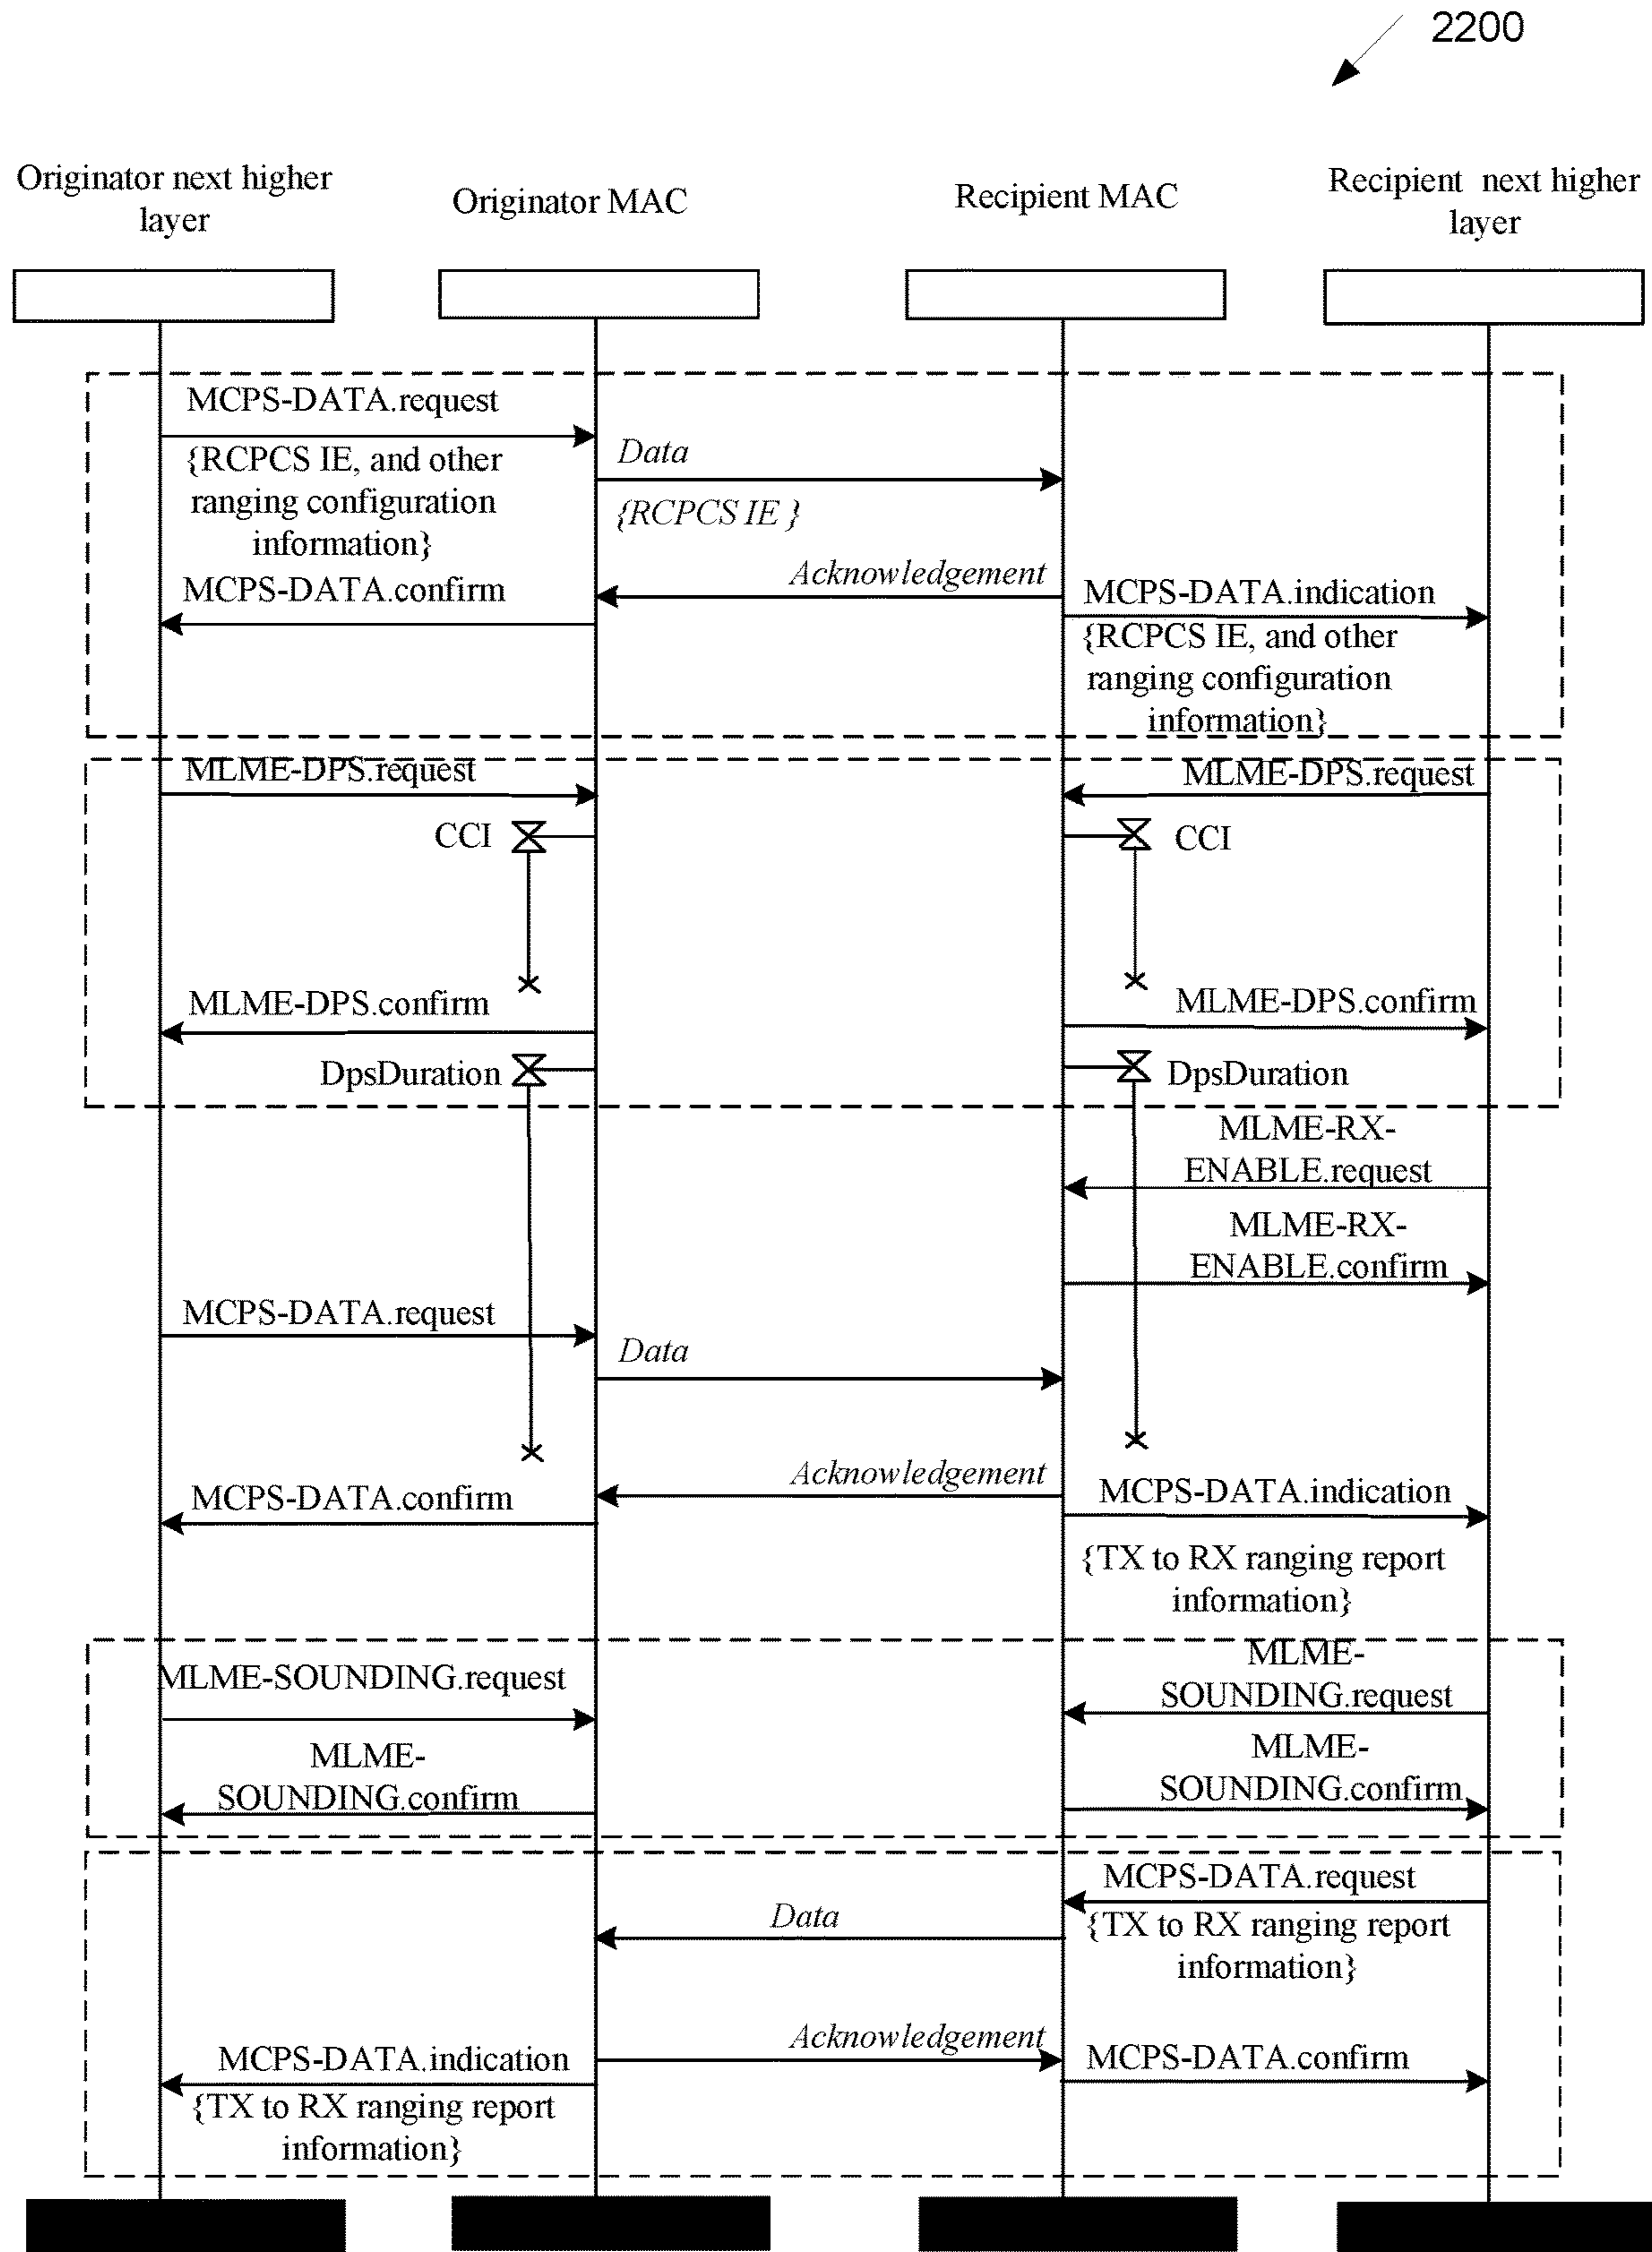 2200
Originator next higher
layer
Originator MAC
Recipient MAC
Recipient next higher
layer
MCPS-DATA.request
{RCPCS IE, and other
ranging configuration
information}
Data
{RCPCS IE }
Acknowledgement
MCPS-DATA.confirm
MCPS-DATA.indication
{RCPCS IE, and other
ranging configuration
information}
MLME-DPS.request
MLME-DPS.request
CCI
CCI
MLME-DPS.confirm
MLME-DPS.confirm
DpsDuration
DpsDuration
MLME-RX-
ENABLE.request
MLME-RX-
ENABLE.confirm
MCPS-DATA.request
Data
Acknowledgement
MCPS-DATA.confirm
MCPS-DATA.indication
{TX to RX ranging report
information}
MLME-SOUNDING.request
MLME-
SOUNDING.request
MLME-
SOUNDING.confirm
MLME-
SOUNDING.confirm
MCPS-DATA.request
{TX to RX ranging report
information}
Data
Acknowledgement
MCPS-DATA.indication
{TX to RX ranging report
information}
MCPS-DATA.confirm